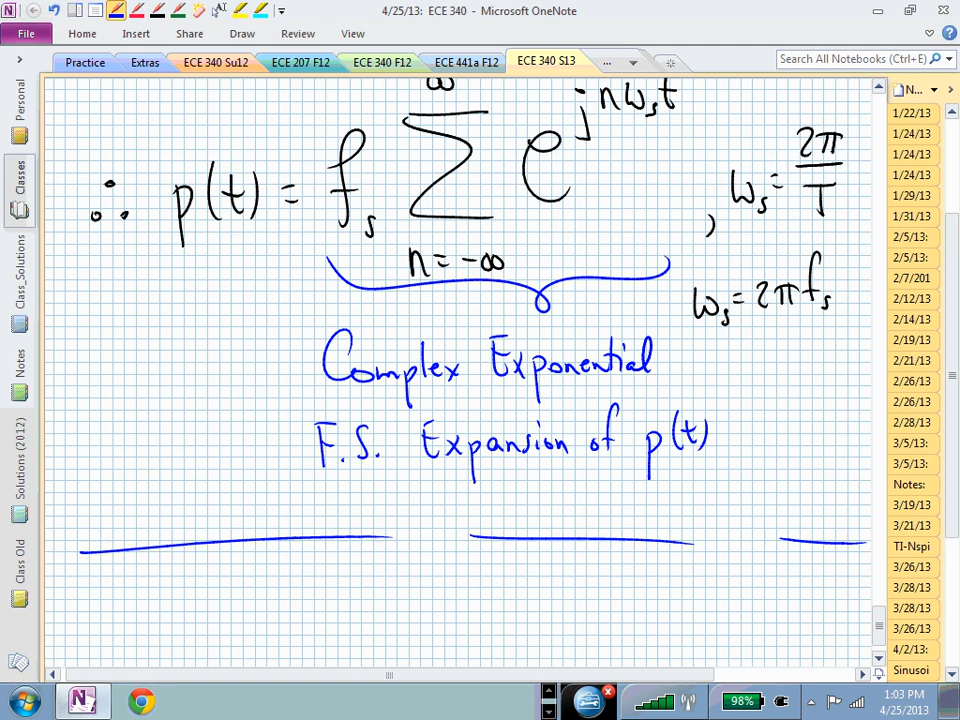 4/25/13: ECE 340 - Microsoft OneNote
File Home Insert Share Draw Review View
Practice Extras ECE 340 Su12 ECE 207 F12 ECE 340 F12 ECE 441a F12 ECE 340 S13 ... Search All Notebooks (Ctrl+E)
Personal
Classes
Class_Solutions
Notes
Solutions (2012)
Class Old
∞
∴ p(t) = fs ∑ e^jnωst , ωs = 2π/T
n = -∞
ωs = 2πfs
Complex Exponential
F.S. Expansion of p(t)
N...
1/22/13
1/24/13
1/24/13
1/24/13
1/29/13
1/31/13
2/5/13:
2/5/13:
2/7/201
2/12/13
2/14/13
2/19/13
2/21/13
2/26/13
2/26/13
2/28/13
3/5/13:
3/5/13:
Notes:
3/19/13
3/21/13
TI-Nspi
3/26/13
3/28/13
3/28/13
3/26/13
4/2/13:
Sinusoi
98%
1:03 PM
4/25/2013